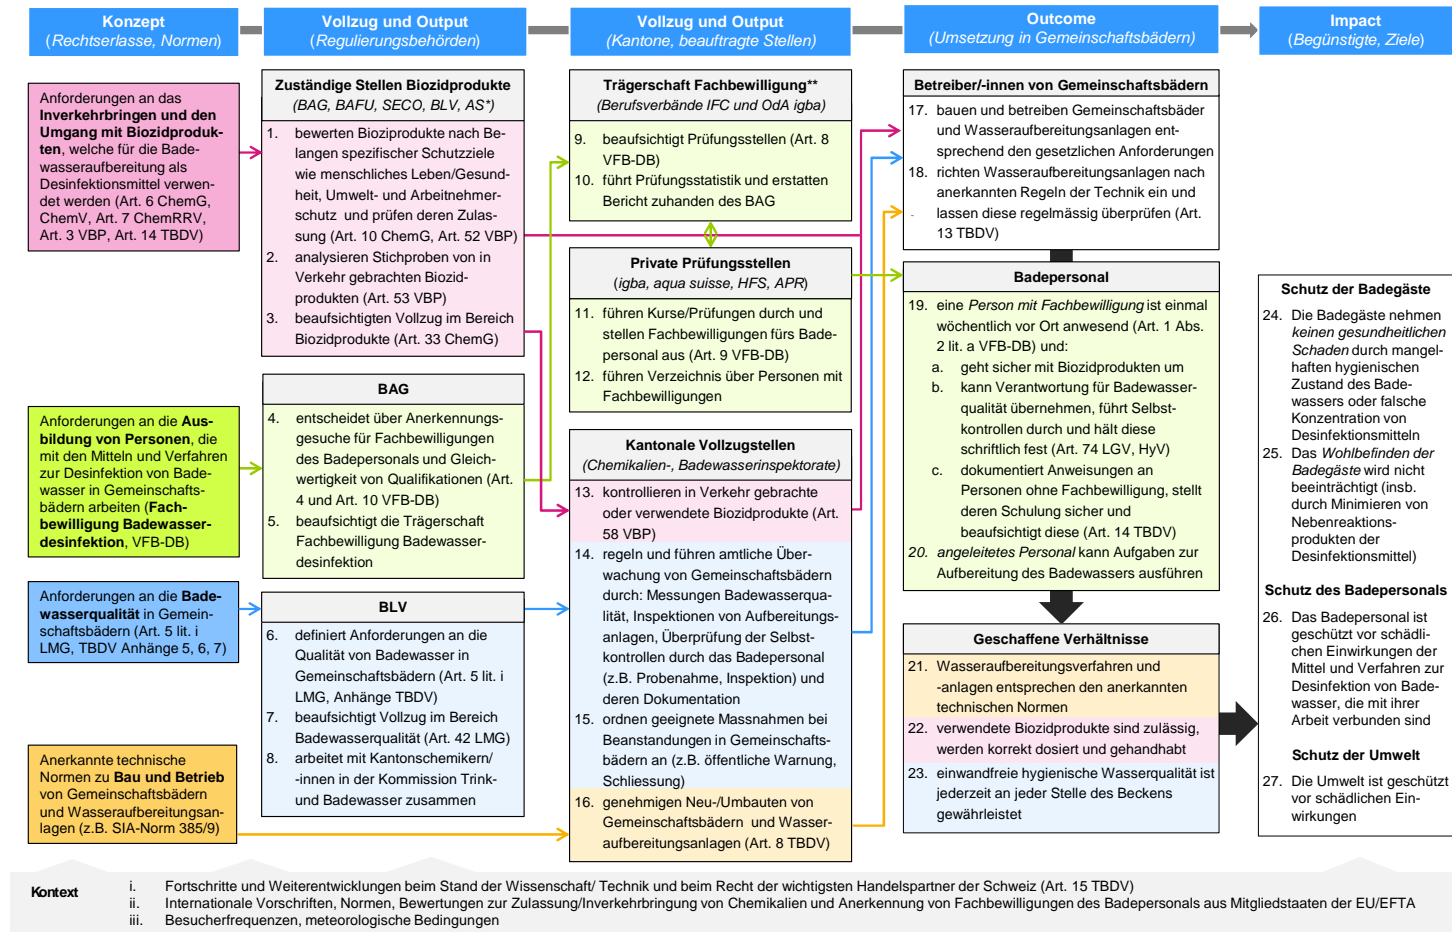 Konzept
(Rechtserlasse, Normen)
Vollzug und Output
(Regulierungsbehörden)
Vollzug und Output
(Kantone, beauftragte Stellen)
Outcome
(Umsetzung in Gemeinschaftsbädern)
Impact
(Begünstigte, Ziele)
Anforderungen an das
Inverkehrbringen und den
Umgang mit Biozidproduk-
ten, welche für die Bade-
wasseraufbereitung als
Desinfektionsmittel verwen-
det werden (Art. 6 ChemG,
ChemV, Art. 7 ChemRRV,
Art. 3 VBP, Art. 14 TBDV)
Anforderungen an die Aus-
bildung von Personen, die
mit den Mitteln und Verfahren
zur Desinfektion von Bade-
wasser in Gemeinschafts-
bädern arbeiten (Fach-
bewilligung Badewasser-
desinfektion, VFB-DB)
Anforderungen an die Bade-
wasserqualität in Gemein-
schaftsbädern (Art. 5 lit. i
LMG, TBDV Anhänge 5, 6, 7)
Anerkannte technische
Normen zu Bau und Betrieb
von Gemeinschaftsbädern
und Wasseraufbereitungsan-
lagen (z.B. SIA-Norm 385/9)
Zuständige Stellen Biozidprodukte
(BAG, BAFU, SECO, BLV, AS*)
1. bewerten Bioziprodukte nach Be-
langen spezifischer Schutzziele
wie menschliches Leben/Gesund-
heit, Umwelt- und Arbeitnehmer-
schutz und prüfen deren Zulas-
sung (Art. 10 ChemG, Art. 52 VBP)
2. analysieren Stichproben von in
Verkehr gebrachten Biozid-
produkten (Art. 53 VBP)
3. beaufsichtigten Vollzug im Bereich
Biozidprodukte (Art. 33 ChemG)
BAG
4. entscheidet über Anerkennungs-
gesuche für Fachbewilligungen
des Badepersonals und Gleich-
wertigkeit von Qualifikationen (Art.
4 und Art. 10 VFB-DB)
5. beaufsichtigt die Trägerschaft
Fachbewilligung Badewasser-
desinfektion
BLV
6. definiert Anforderungen an die
Qualität von Badewasser in
Gemeinschaftsbädern (Art. 5 lit. i
LMG, Anhänge TBDV)
7. beaufsichtigt Vollzug im Bereich
Badewasserqualität (Art. 42 LMG)
8. arbeitet mit Kantonschemikern/
-innen in der Kommission Trink-
und Badewasser zusammen
Trägerschaft Fachbewilligung**
(Berufsverbände IFC und OdA igba)
9. beaufsichtigt Prüfungsstellen (Art. 8
VFB-DB)
10. führt Prüfungsstatistik und erstatten
Bericht zuhanden des BAG
Private Prüfungsstellen
(igba, aqua suisse, HFS, APR)
11. führen Kurse/Prüfungen durch und
stellen Fachbewilligungen fürs Bade-
personal aus (Art. 9 VFB-DB)
12. führen Verzeichnis über Personen mit
Fachbewilligungen
Kantonale Vollzugstellen
(Chemikalien-, Badewasserinspektorate)
13. kontrollieren in Verkehr gebrachte
oder verwendete Biozidprodukte (Art.
58 VBP)
14. regeln und führen amtliche Über-
wachung von Gemeinschaftsbädern
durch: Messungen Badewasserqua-
lität, Inspektionen von Aufbereitungs-
anlagen, Überprüfung der Selbst-
kontrollen durch das Badepersonal
(z.B. Probenahme, Inspektion) und
deren Dokumentation
15. ordnen geeignete Massnahmen bei
Beanstandungen in Gemeinschafts-
bädern an (z.B. öffentliche Warnung,
Schliessung)
16. genehmigen Neu-/Umbauten von
Gemeinschaftsbädern und Wasser-
aufbereitungsanlagen (Art. 8 TBDV)
Betreiber/-innen von Gemeinschaftsbädern
17. bauen und betreiben Gemeinschaftsbäder
und Wasseraufbereitungsanlagen ent-
sprechend den gesetzlichen Anforderungen
18. richten Wasseraufbereitungsanlagen nach
anerkannten Regeln der Technik ein und
- lassen diese regelmässig überprüfen (Art.
13 TBDV)
Badepersonal
19. eine Person mit Fachbewilligung ist einmal
wöchentlich vor Ort anwesend (Art. 1 Abs.
2 lit. a VFB-DB) und:
a. geht sicher mit Biozidprodukten um
b. kann Verantwortung für Badewasser-
qualität übernehmen, führt Selbst-
kontrollen durch und hält diese
schriftlich fest (Art. 74 LGV, HyV)
c. dokumentiert Anweisungen an
Personen ohne Fachbewilligung, stellt
deren Schulung sicher und
beaufsichtigt diese (Art. 14 TBDV)
20. angeleitetes Personal kann Aufgaben zur
Aufbereitung des Badewassers ausführen
Geschaffene Verhältnisse
21. Wasseraufbereitungsverfahren und
-anlagen entsprechen den anerkannten
technischen Normen
22. verwendete Biozidprodukte sind zulässig,
werden korrekt dosiert und gehandhabt
23. einwandfreie hygienische Wasserqualität ist
jederzeit an jeder Stelle des Beckens
gewährleistet
Schutz der Badegäste
24. Die Badegäste nehmen
keinen gesundheitlichen
Schaden durch mangel-
haften hygienischen
Zustand des Bade-
wassers oder falsche
Konzentration von
Desinfektionsmitteln
25. Das Wohlbefinden der
Badegäste wird nicht
beeinträchtigt (insb.
durch Minimieren von
Nebenreaktions-
produkten der
Desinfektionsmittel)
Schutz des Badepersonals
26. Das Badepersonal ist
geschützt vor schädli-
chen Einwirkungen der
Mittel und Verfahren zur
Desinfektion von Bade-
wasser, die mit ihrer
Arbeit verbunden sind
Schutz der Umwelt
27. Die Umwelt ist geschützt
vor schädlichen Ein-
wirkungen
Kontext
i. Fortschritte und Weiterentwicklungen beim Stand der Wissenschaft/ Technik und beim Recht der wichtigsten Handelspartner der Schweiz (Art. 15 TBDV)
ii. Internationale Vorschriften, Normen, Bewertungen zur Zulassung/Inverkehrbringung von Chemikalien und Anerkennung von Fachbewilligungen des Badepersonals aus Mitgliedstaaten der EU/EFTA
iii. Besucherfrequenzen, meteorologische Bedingungen